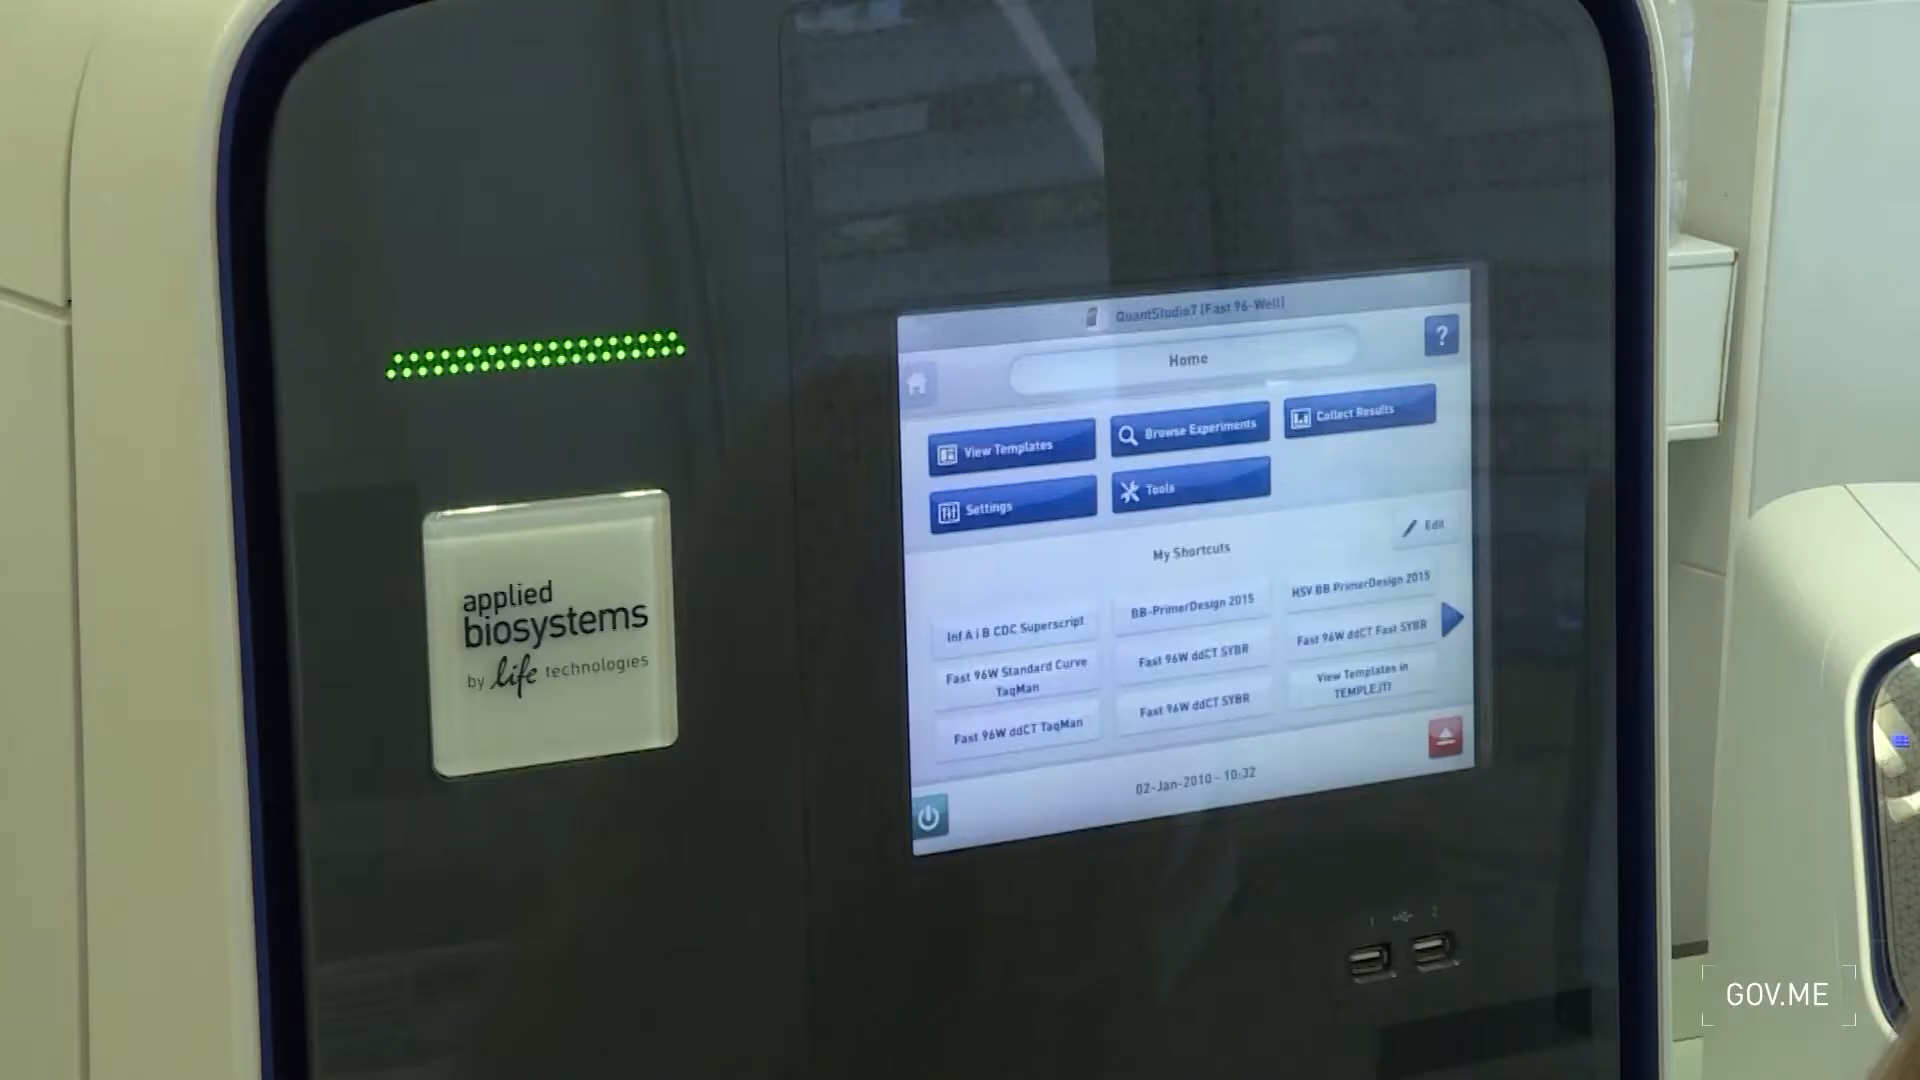 applied
biosystems
by life technologies
QuantStudio7 (Fast 96-Well)
Home
?
View Templates
Browse Experiments
Collect Results
Settings
Tools
Edit
My Shortcuts
Inf A i B CDC Superscript
BB-PrimerDesign 2015
HSV BB PrimerDesign 2015
Fast 96W Standard Curve
TaqMan
Fast 96W ddCT SYBR
Fast 96W ddCT Fast SYBR
Fast 96W ddCT TaqMan
Fast 96W ddCT SYBR
View Templates in
02-Jan-2010 - 10:32
1 2
GOV.ME